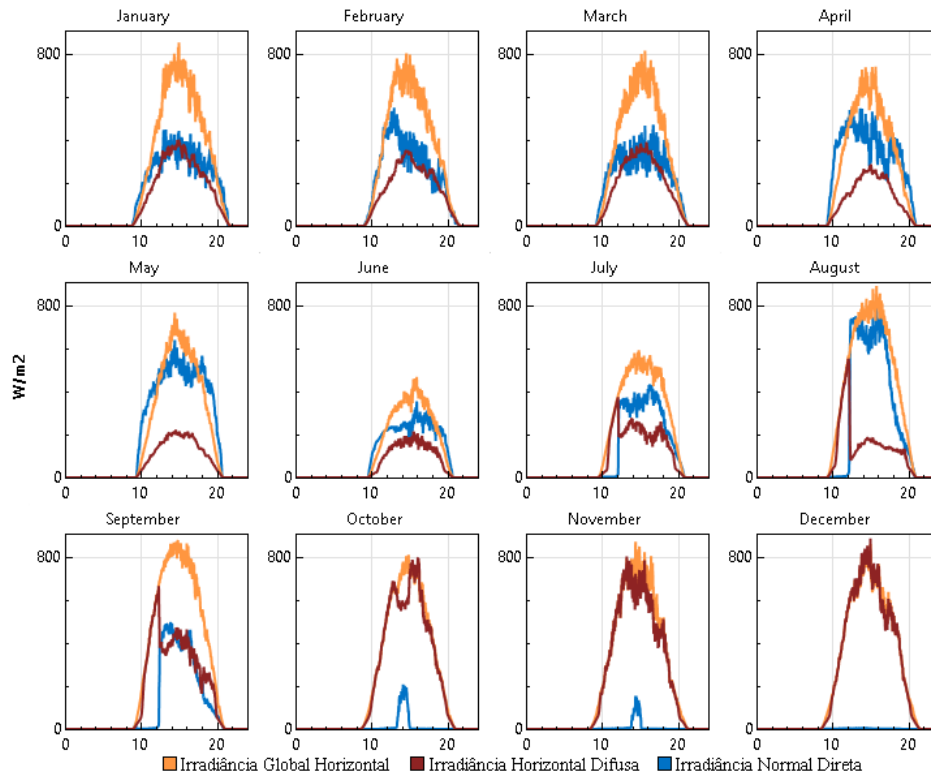 January February March April
800 800 800 800
0 0 0 0
0 10 20 0 10 20 0 10 20 0 10 20
May June July August
800 800 800 800
W/m2
0 0 0 0
0 10 20 0 10 20 0 10 20 0 10 20
September October November December
800 800 800 800
0 0 0 0
0 10 20 0 10 20 0 10 20 0 10 20
Irradiância Global Horizontal Irradiância Horizontal Difusa Irradiância Normal Direta